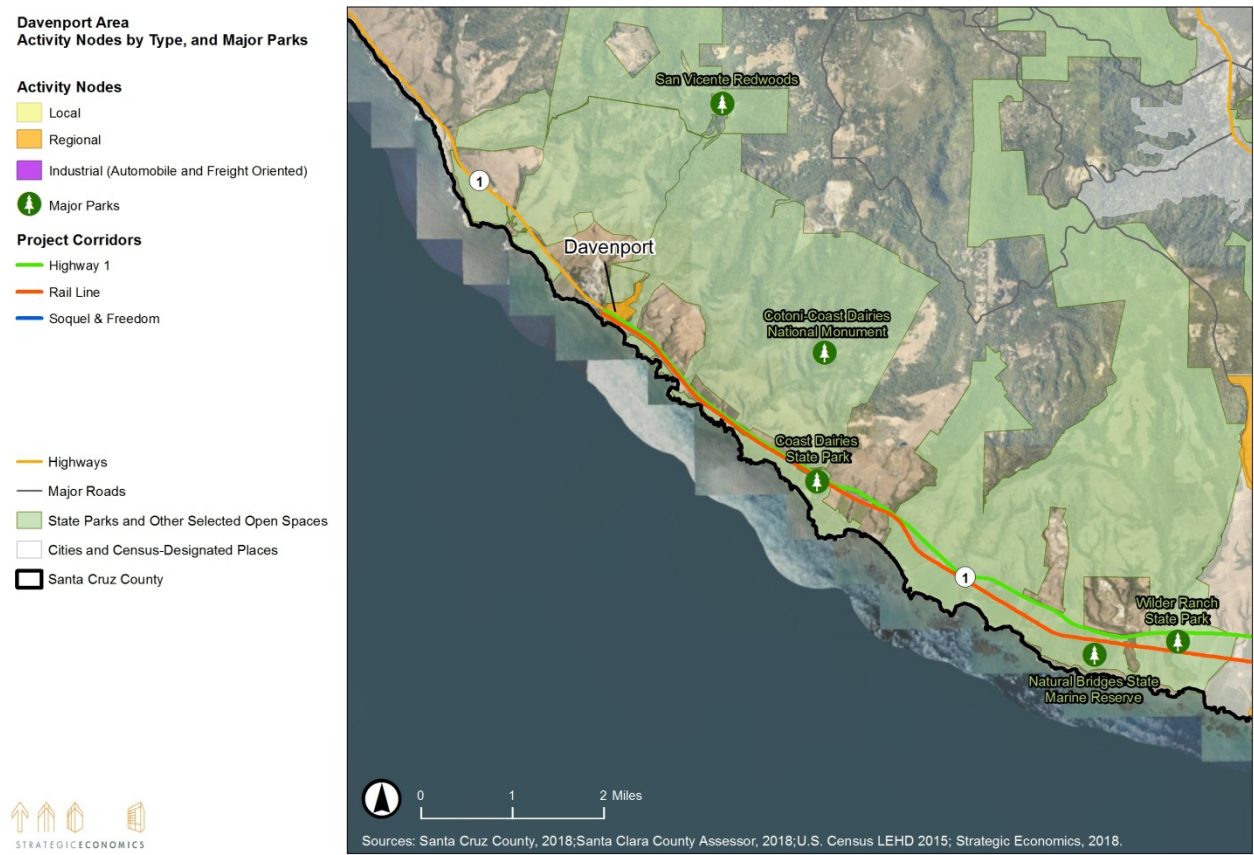 Davenport Area
Activity Nodes by Type, and Major Parks
Activity Nodes
Local
Regional
Industrial (Automobile and Freight Oriented)
Major Parks
Project Corridors
Highway 1
Rail Line
Soquel & Freedom
Highways
Major Roads
State Parks and Other Selected Open Spaces
Cities and Census-Designated Places
Santa Cruz County
STRATEGICECONOMICS
San Vicente Redwoods
1
Davenport
Cotoni-Coast Dairies
National Monument
Coast Dairies
State Park
1
Wilder Ranch
State Park
Natural Bridges State
Marine Reserve
0 1 2 Miles
Sources: Santa Cruz County, 2018;Santa Clara County Assessor, 2018;U.S. Census LEHD 2015; Strategic Economics, 2018.